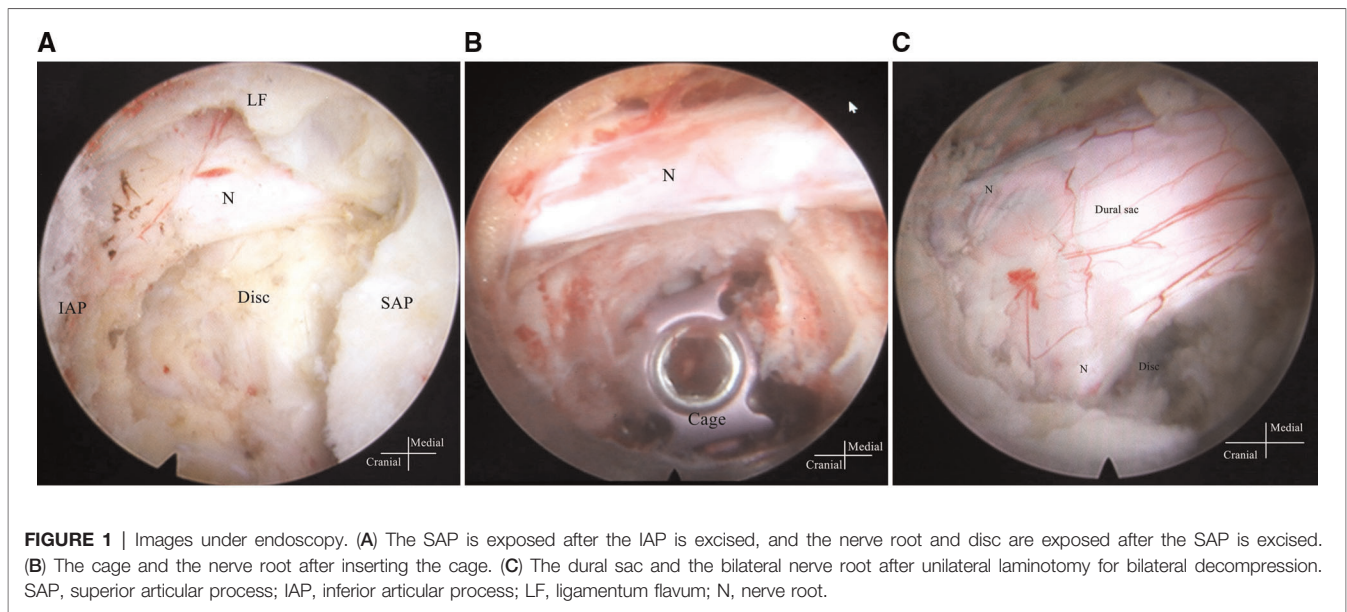 A
B
C
LF
N
Disc
IAP
SAP
Medial
Cranial
N
Cage
Medial
Cranial
N
Dural sac
N
Disc
Medial
Cranial
FIGURE 1 | Images under endoscopy. (A) The SAP is exposed after the IAP is excised, and the nerve root and disc are exposed after the SAP is excised.
(B) The cage and the nerve root after inserting the cage. (C) The dural sac and the bilateral nerve root after unilateral laminotomy for bilateral decompression.
SAP, superior articular process; IAP, inferior articular process; LF, ligamentum flavum; N, nerve root.